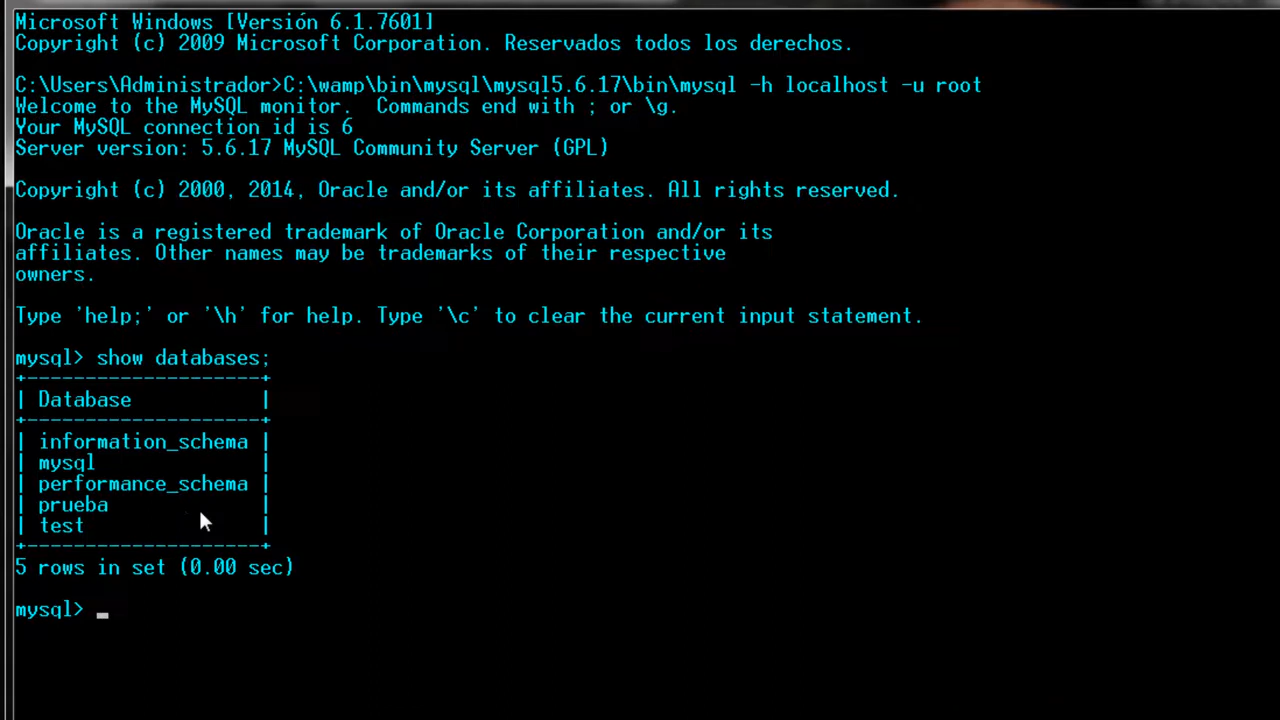 Microsoft Windows [Versión 6.1.7601]
Copyright (c) 2009 Microsoft Corporation. Reservados todos los derechos.
C:\Users\Administrador>C:\wamp\bin\mysql\mysql5.6.17\bin\mysql -h localhost -u root
Welcome to the MySQL monitor.  Commands end with ; or \g.
Your MySQL connection id is 6
Server version: 5.6.17 MySQL Community Server (GPL)
Copyright (c) 2000, 2014, Oracle and/or its affiliates. All rights reserved.
Oracle is a registered trademark of Oracle Corporation and/or its
affiliates. Other names may be trademarks of their respective
owners.
Type 'help;' or '\h' for help. Type '\c' to clear the current input statement.
mysql> show databases;
+--------------------+
| Database           |
+--------------------+
| information_schema |
| mysql              |
| performance_schema |
| prueba             |
| test               |
+--------------------+
5 rows in set (0.00 sec)
mysql> _